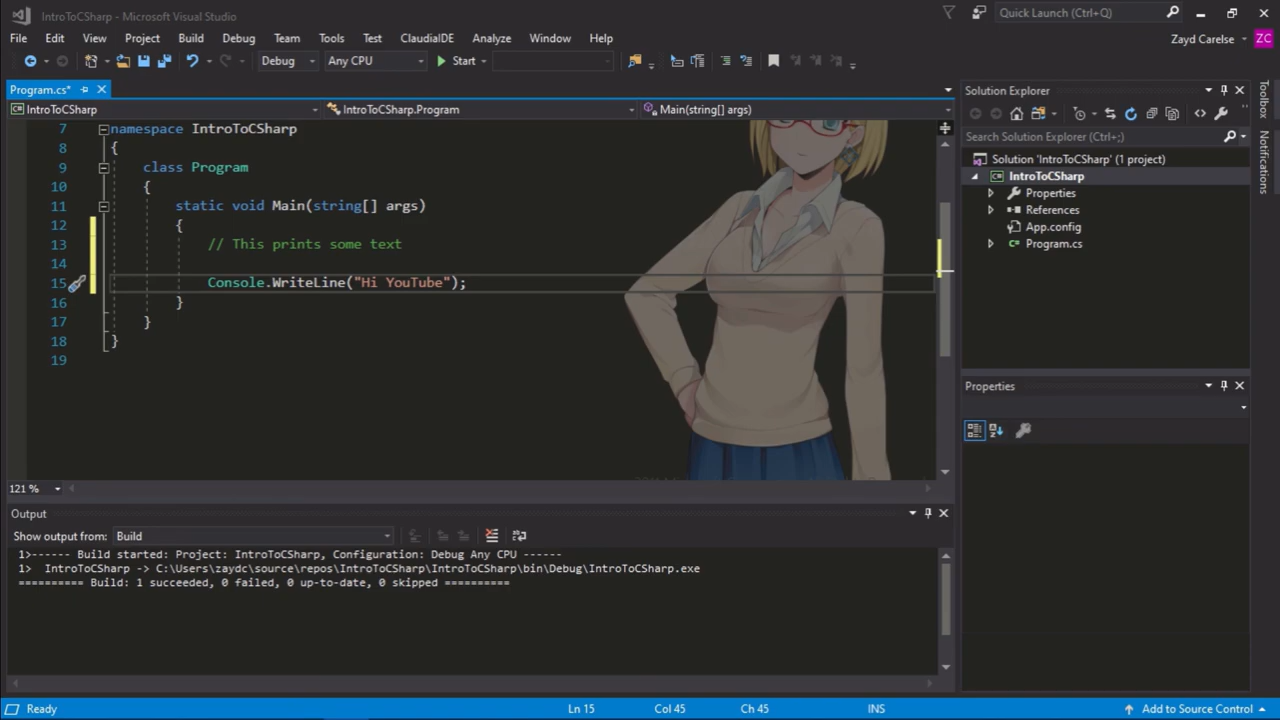 IntroToCSharp - Microsoft Visual Studio
Quick Launch (Ctrl+Q)
File Edit View Project Build Debug Team Tools Test ClaudiaIDE Analyze Window Help
Zayd Carelse ZC
Debug Any CPU Start
Program.cs*
IntroToCSharp IntroToCSharp.Program Main(string[] args)
7 namespace IntroToCSharp
8 {
9 class Program
10 {
11 static void Main(string[] args)
12 {
13 // This prints some text
14
15 Console.WriteLine("Hi YouTube");
16 }
17 }
18 }
19
121 %
Solution Explorer
Search Solution Explorer (Ctrl+;)
Solution 'IntroToCSharp' (1 project)
IntroToCSharp
Properties
References
App.config
Program.cs
Properties
Toolbox
Notifications
Output
Show output from: Build
1>------ Build started: Project: IntroToCSharp, Configuration: Debug Any CPU ------
1>  IntroToCSharp -> C:\Users\zaydc\source\repos\IntroToCSharp\IntroToCSharp\bin\Debug\IntroToCSharp.exe
========== Build: 1 succeeded, 0 failed, 0 up-to-date, 0 skipped ==========
Ready Ln 15 Col 45 Ch 45 INS Add to Source Control